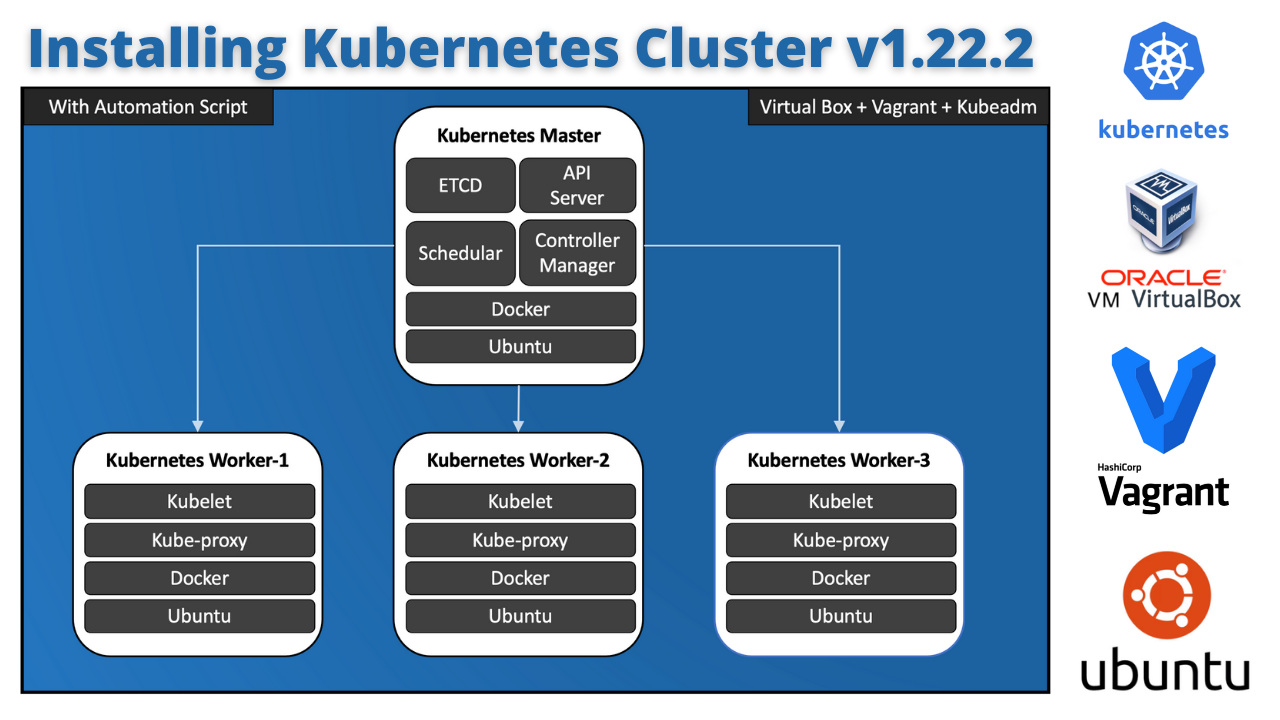 Installing Kubernetes Cluster v1.22.2
With Automation Script
Virtual Box + Vagrant + Kubeadm
Kubernetes Master
ETCD
API
Server
Schedular
Controller
Manager
Docker
Ubuntu
Kubernetes Worker-1
Kubelet
Kube-proxy
Docker
Ubuntu
Kubernetes Worker-2
Kubelet
Kube-proxy
Docker
Ubuntu
Kubernetes Worker-3
Kubelet
Kube-proxy
Docker
Ubuntu
kubernetes
ORACLE
VirtualBox
ORACLE
VM VirtualBox
HashiCorp
Vagrant
ubuntu